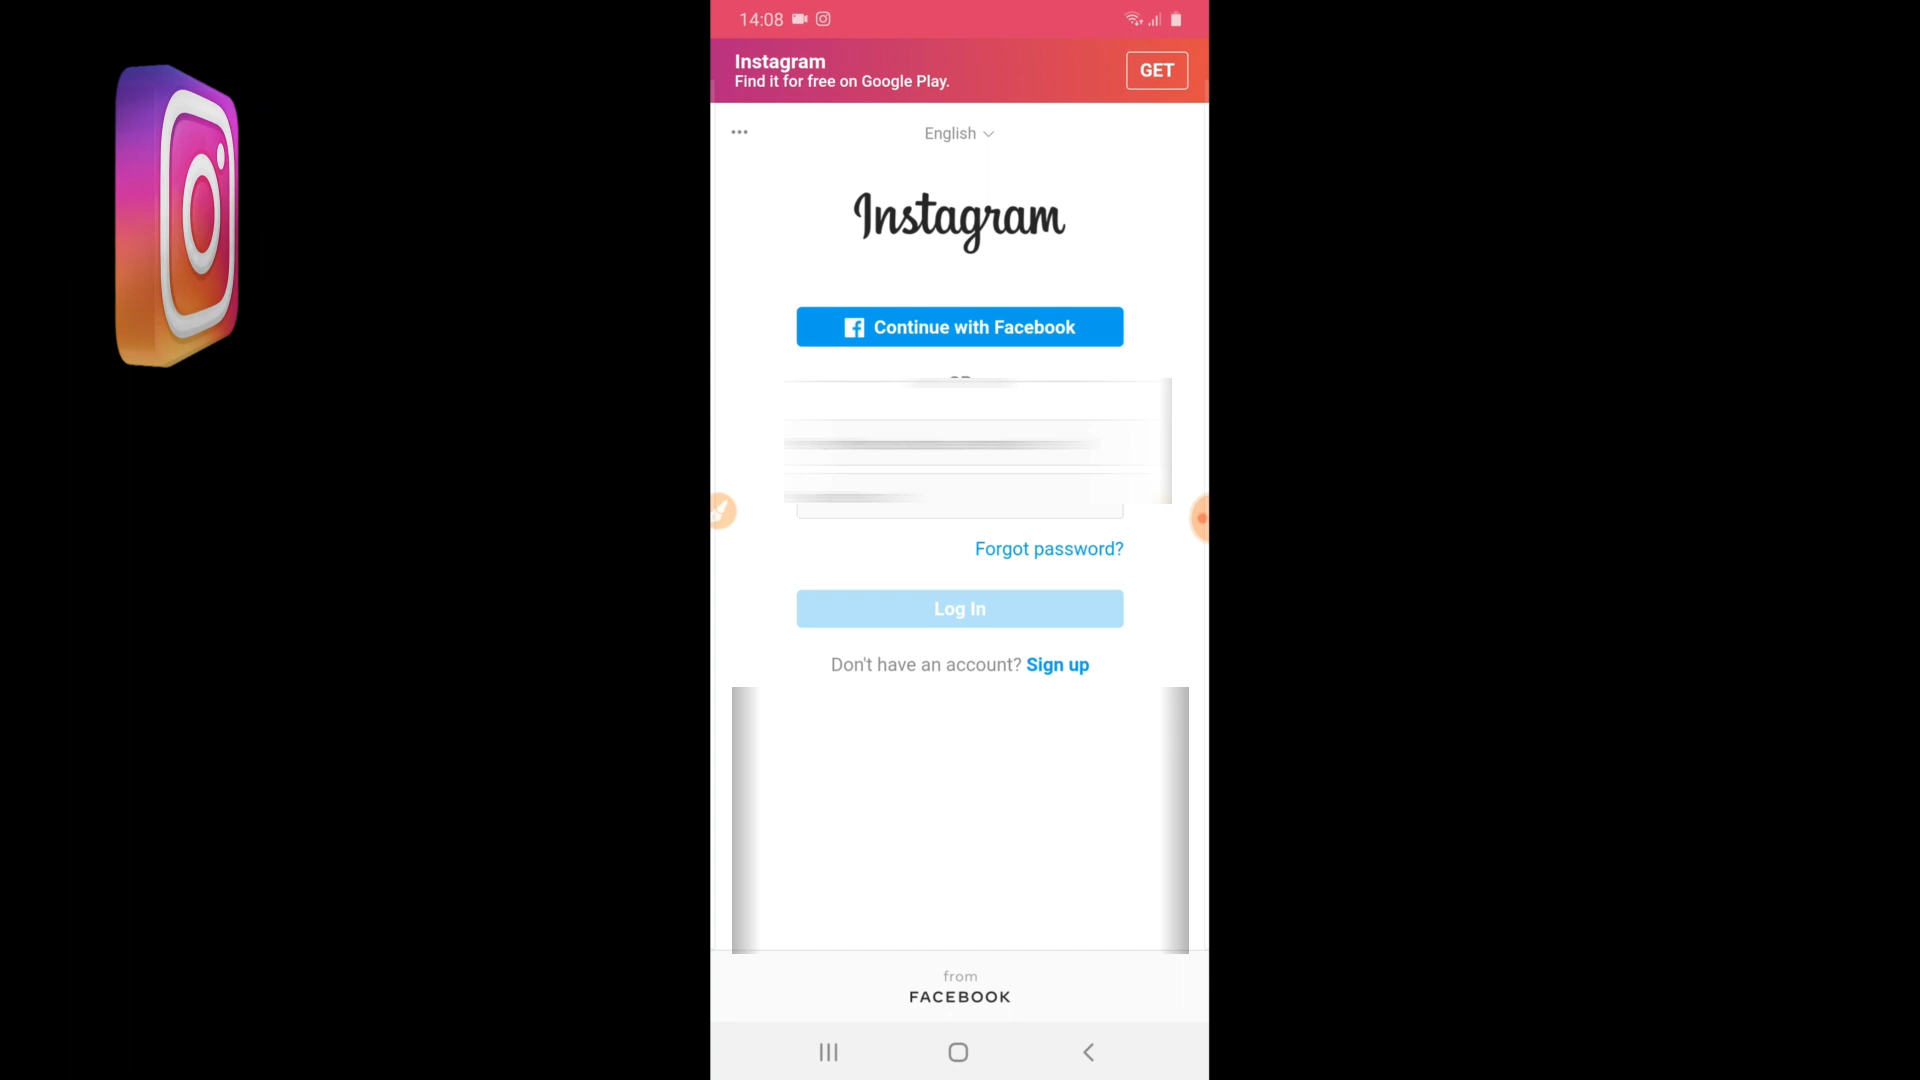 14:08
Instagram
Find it for free on Google Play.
GET
English
Instagram
Continue with Facebook
Forgot password?
Log In
Don't have an account? Sign up
from
FACEBOOK